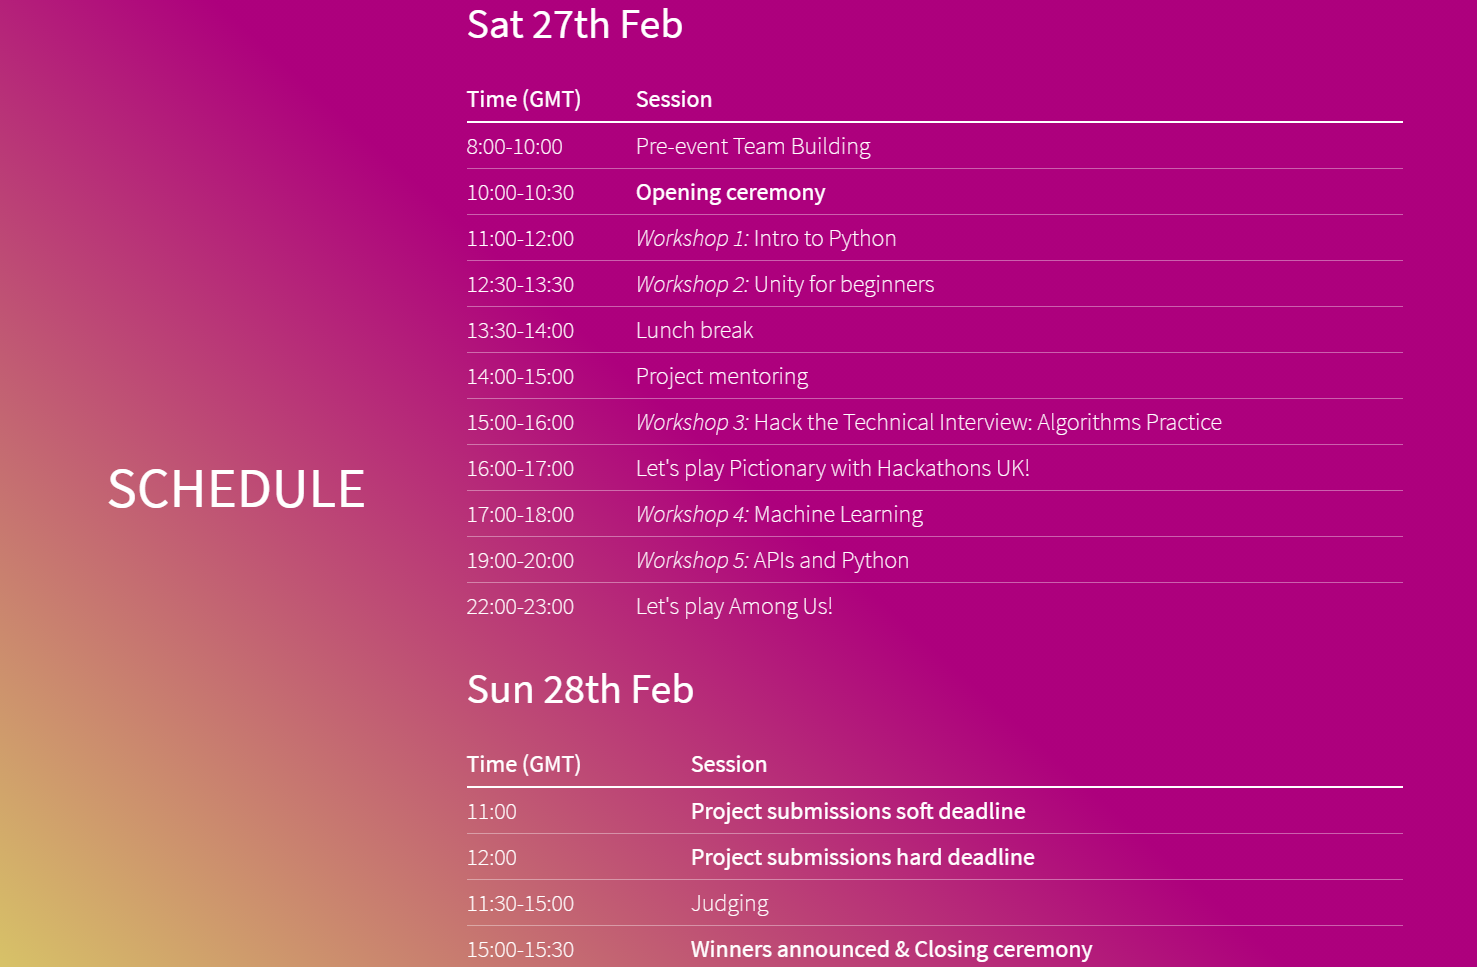 SCHEDULE
Sat 27th Feb
Time (GMT) Session
8:00-10:00 Pre-event Team Building
10:00-10:30 Opening ceremony
11:00-12:00 Workshop 1: Intro to Python
12:30-13:30 Workshop 2: Unity for beginners
13:30-14:00 Lunch break
14:00-15:00 Project mentoring
15:00-16:00 Workshop 3: Hack the Technical Interview: Algorithms Practice
16:00-17:00 Let's play Pictionary with Hackathons UK!
17:00-18:00 Workshop 4: Machine Learning
19:00-20:00 Workshop 5: APIs and Python
22:00-23:00 Let's play Among Us!
Sun 28th Feb
Time (GMT) Session
11:00 Project submissions soft deadline
12:00 Project submissions hard deadline
11:30-15:00 Judging
15:00-15:30 Winners announced & Closing ceremony